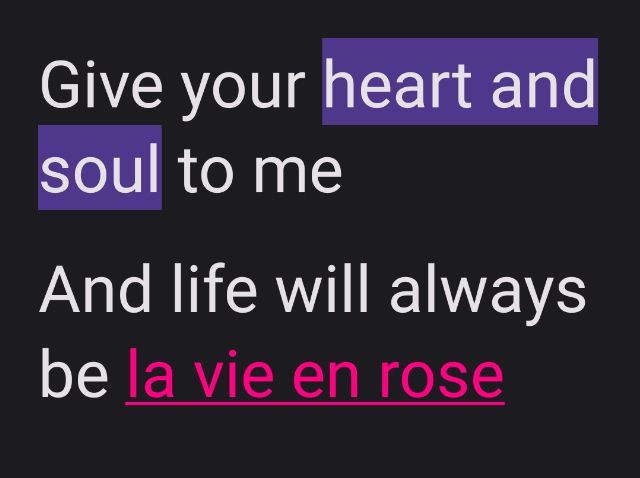 Give your heart and
soul to me
And life will always
be la vie en rose